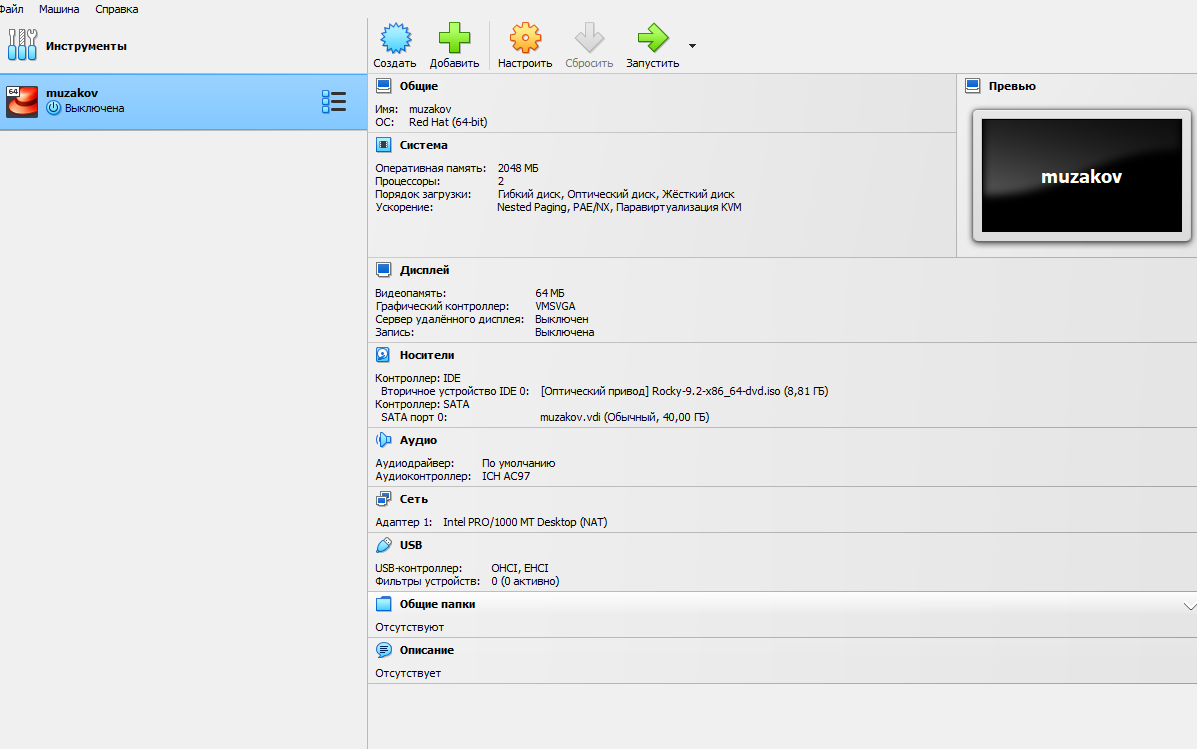 Файл Машина Справка
Инструменты
Создать Добавить Настроить Сбросить Запустить
64
muzakov
Выключена
Общие
Имя: muzakov
ОС: Red Hat (64-bit)
Превью
muzakov
Система
Оперативная память: 2048 МБ
Процессоры: 2
Порядок загрузки: Гибкий диск, Оптический диск, Жёсткий диск
Ускорение: Nested Paging, PAE/NX, Паравиртуализация KVM
Дисплей
Видеопамять: 64 МБ
Графический контроллер: VMSVGA
Сервер удалённого дисплея: Выключен
Запись: Выключена
Носители
Контроллер: IDE
Вторичное устройство IDE 0: [Оптический привод] Rocky-9.2-x86_64-dvd.iso (8,81 ГБ)
Контроллер: SATA
SATA порт 0: muzakov.vdi (Обычный, 40,00 ГБ)
Аудио
Аудиодрайвер: По умолчанию
Аудиоконтроллер: ICH AC97
Сеть
Адаптер 1: Intel PRO/1000 MT Desktop (NAT)
USB
USB-контроллер: OHCI, EHCI
Фильтры устройств: 0 (0 активно)
Общие папки
Отсутствуют
Описание
Отсутствует